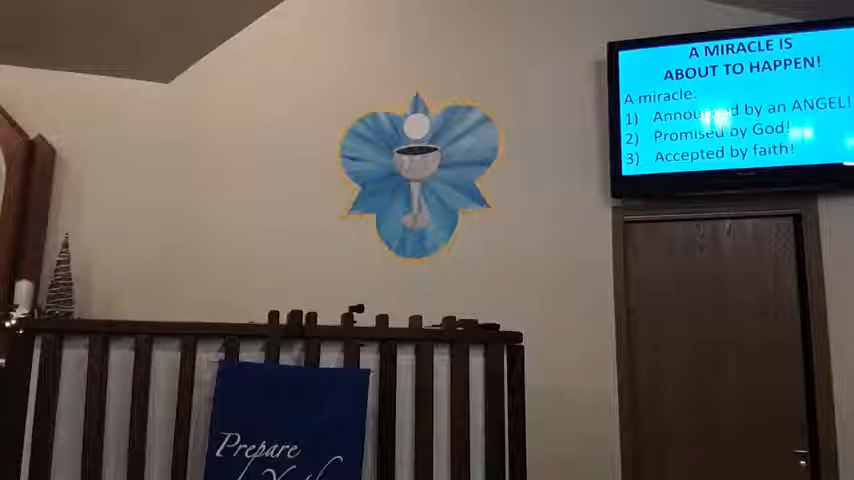 A MIRACLE IS
ABOUT TO HAPPEN!
A miracle:
1) Announced by an ANGEL!
2) Promised by God!
3) Accepted by faith!
Prepare